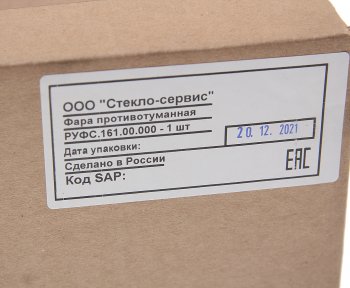 ООО "Стекло-сервис"
Фара противотуманная
РУФС.161.00.000 - 1 шт
Дата упаковки: 20.12.2021
Сделано в России
Код SAP:
EAC